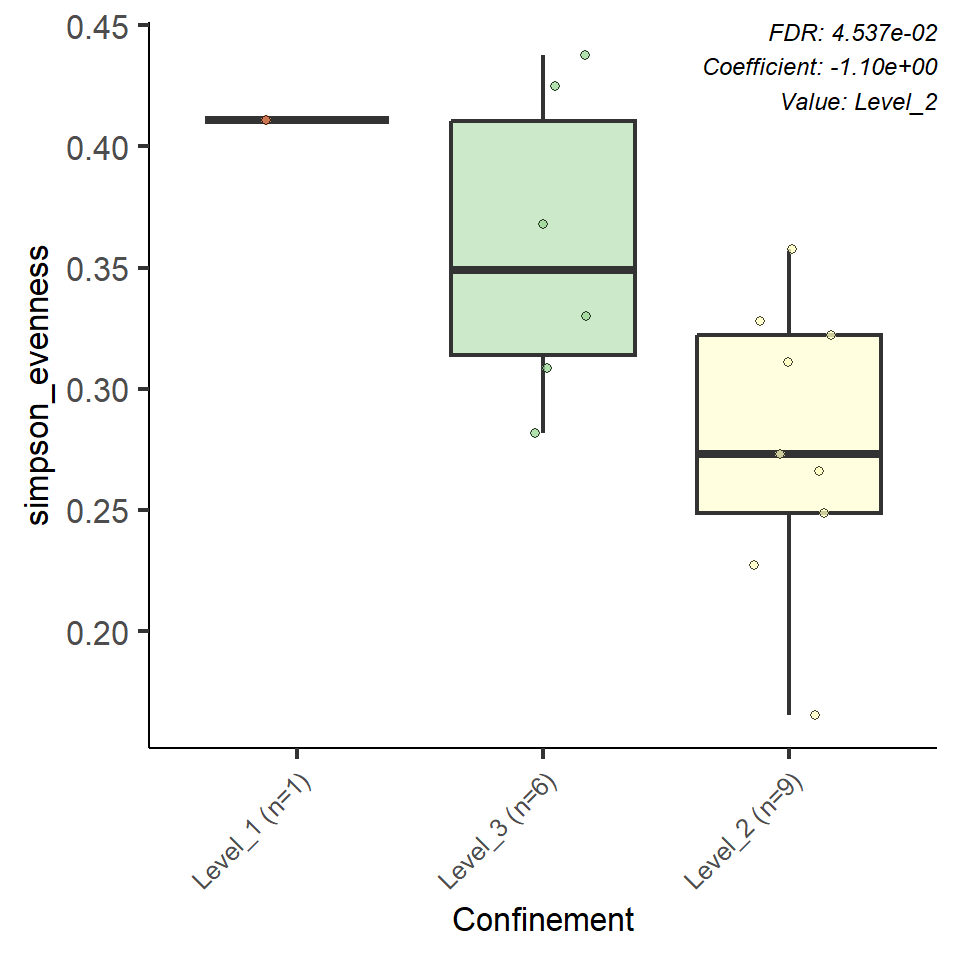 FDR: 4.537e-02
Coefficient: -1.10e+00
Value: Level_2
simpson_evenness
0.45
0.40
0.35
0.30
0.25
0.20
Level_1 (n=1)
Level_3 (n=6)
Level_2 (n=9)
Confinement